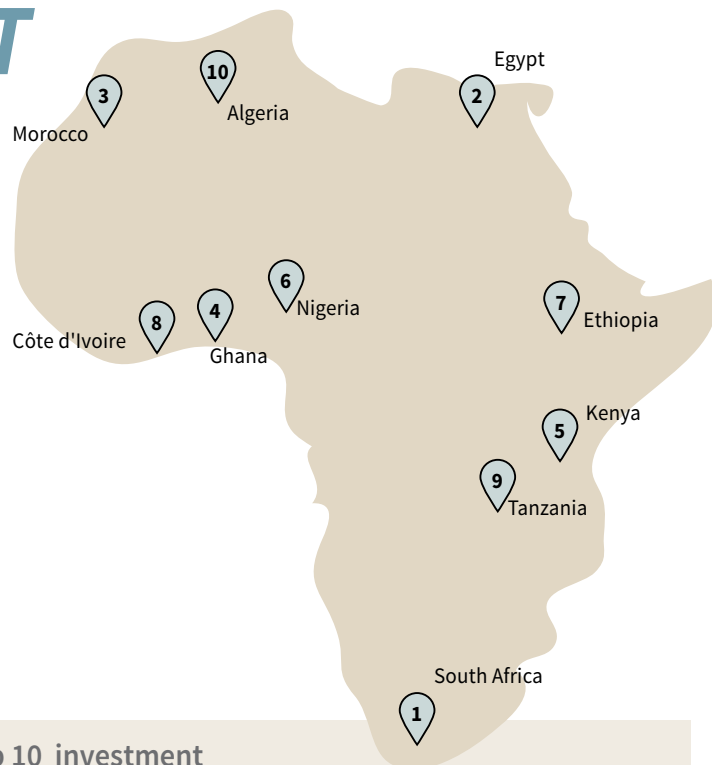 T
Egypt
10
3
2
Algeria
Morocco
6
7
4
8
Nigeria
Ethiopia
Côte d'Ivoire
Ghana
Kenya
5
9
Tanzania
South Africa
1
10 investment